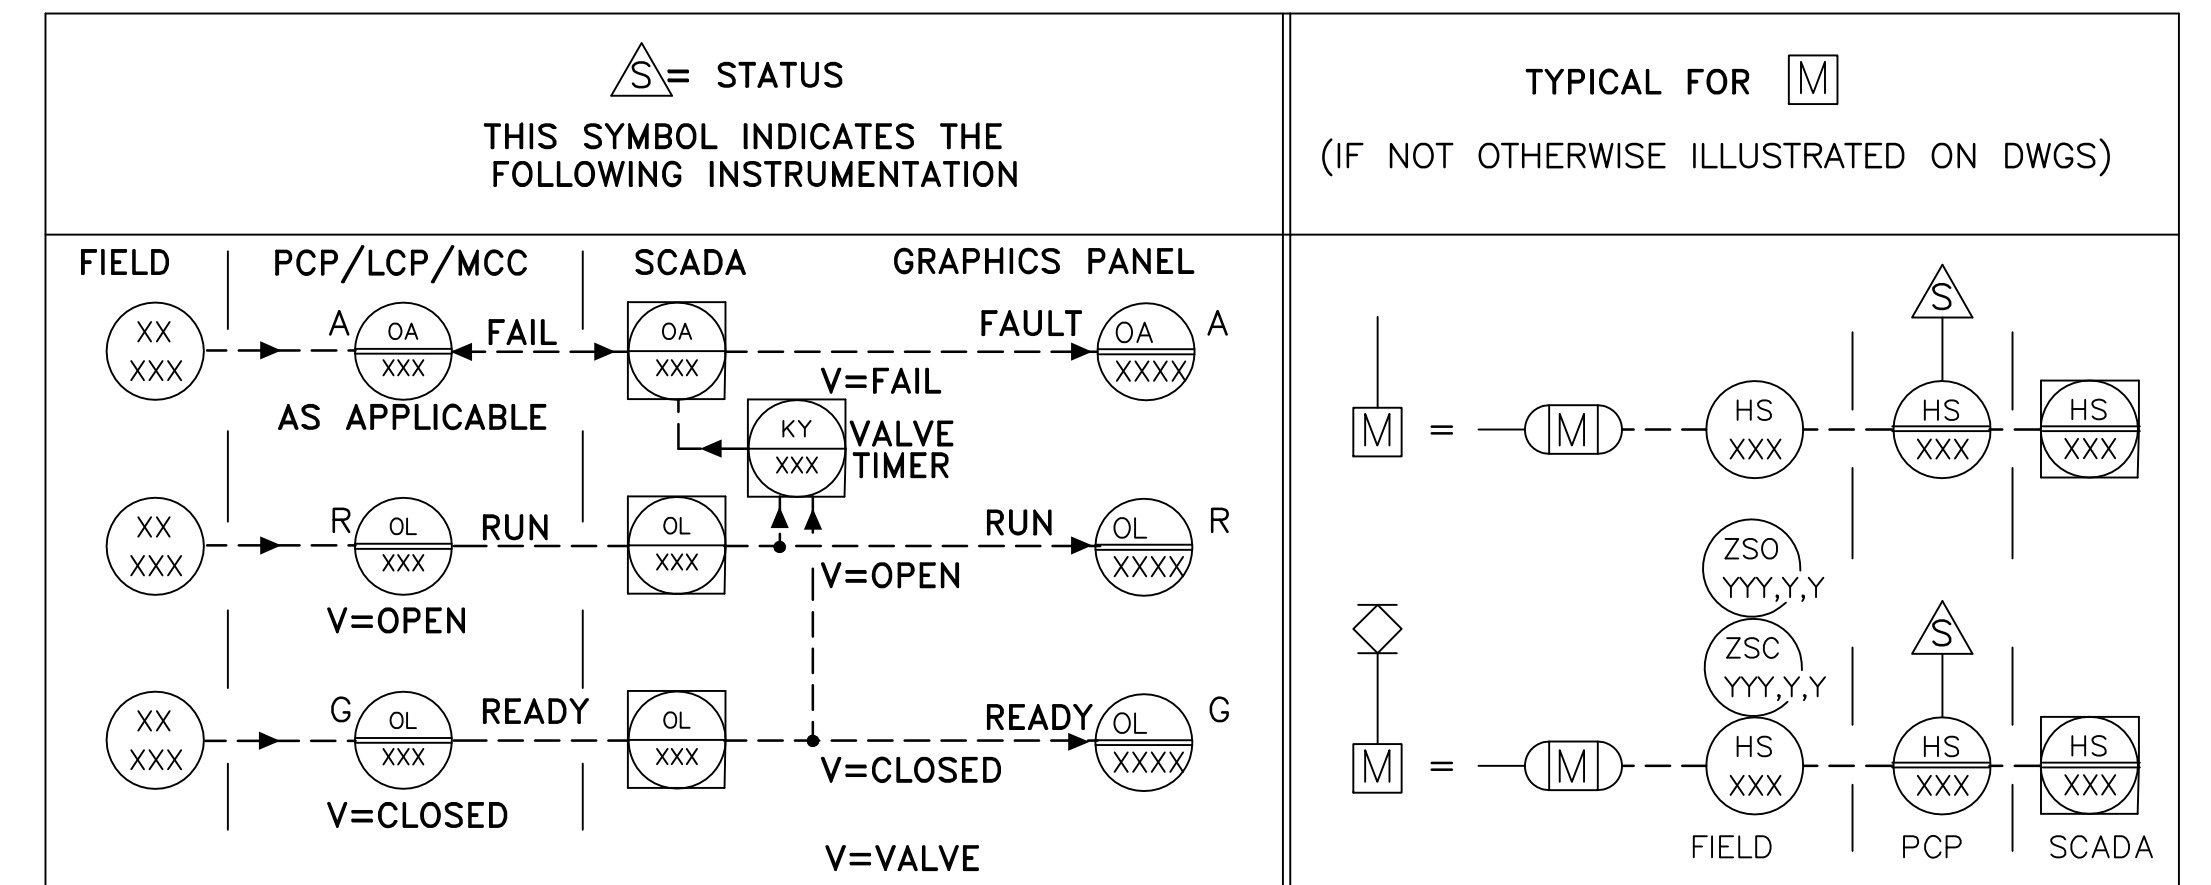 S = STATUS
THIS SYMBOL INDICATES THE
FOLLOWING INSTRUMENTATION
FIELD PCP/LCP/MCC SCADA GRAPHICS PANEL
XX
XXX
A
OA
XXX
FAIL
OA
XXX
FAULT
OA
XXXX
A
AS APPLICABLE
V=FAIL
KY
XXX
VALVE
TIMER
XX
XXX
R
OL
XXX
RUN
OL
XXX
RUN
OL
XXXX
R
V=OPEN
V=OPEN
XX
XXX
G
OL
XXX
READY
OL
XXX
READY
OL
XXXX
G
V=CLOSED
V=CLOSED
V=VALVE
TYPICAL FOR M
(IF NOT OTHERWISE ILLUSTRATED ON DWGS)
S
M = M
HS
XXX
HS
XXX
HS
XXX
ZSO
YYY,Y,Y
ZSC
YYY,Y,Y
S
M = M
HS
XXX
HS
XXX
HS
XXX
FIELD PCP SCADA